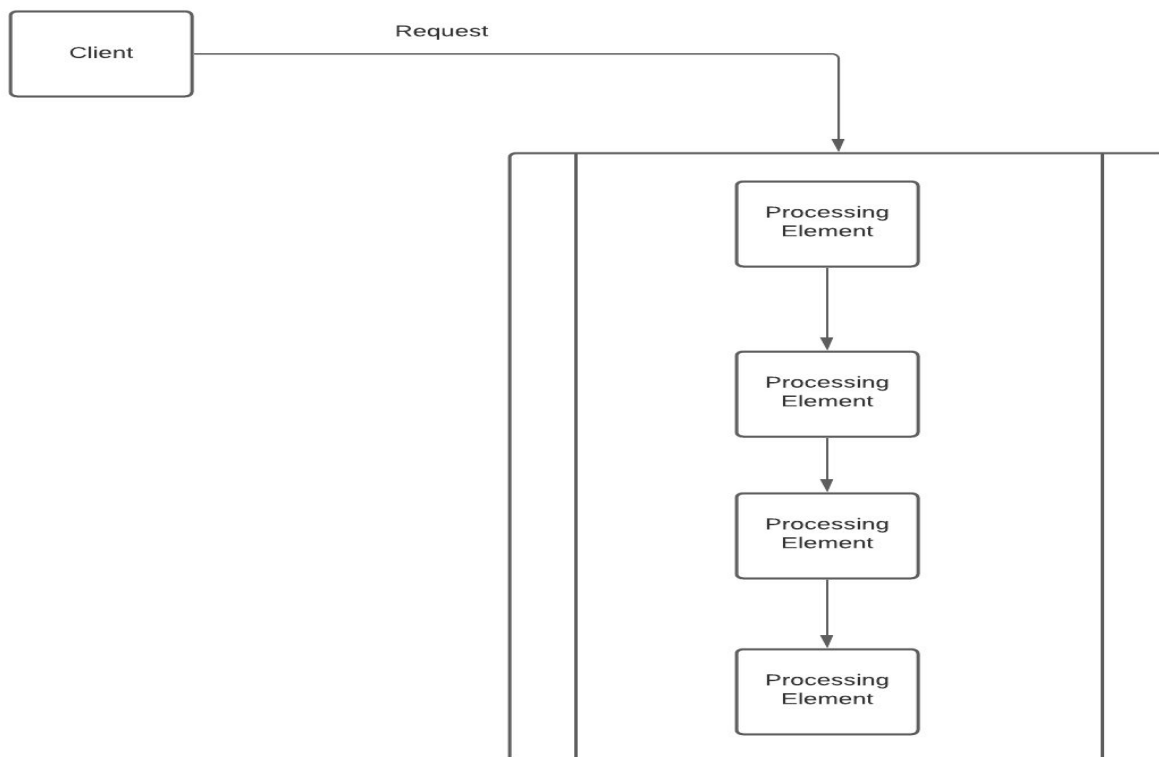 Request
Client
Processing
Element
Processing
Element
Processing
Element
Processing
Element